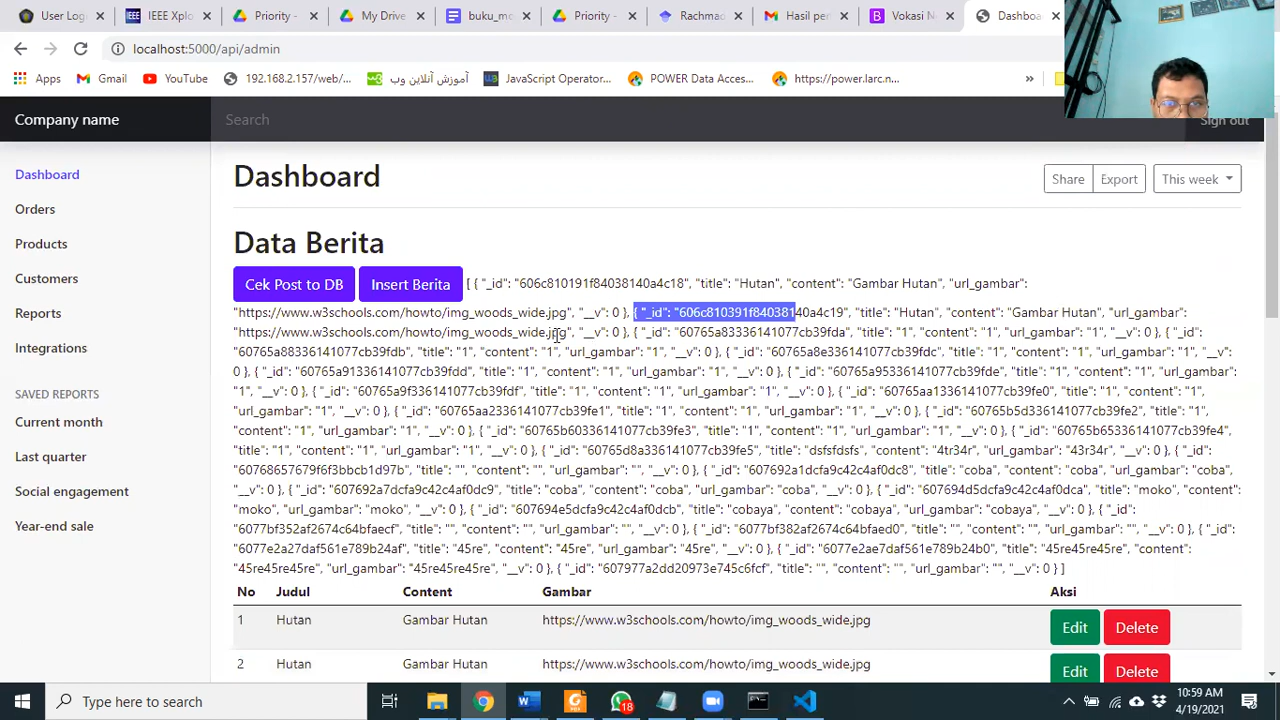 User Log
IEEE Xpl
Priority -
My Drive
buku_mo
Priority -
Rachmad
Hasil per
Vokasi N
Dashboa
localhost:5000/api/admin
Apps
Gmail
YouTube
192.168.2.157/web/...
آموزش آنلاین وب
JavaScript Operator...
POWER Data Acces...
https://power.larc.n...
»
Company name
Search
Sign out
Dashboard
Orders
Products
Customers
Reports
Integrations
SAVED REPORTS
Current month
Last quarter
Social engagement
Year-end sale
Dashboard
Share
Export
This week
Data Berita
Cek Post to DB
Insert Berita
[ { "_id": "606c810191f84038140a4c18", "title": "Hutan", "content": "Gambar Hutan", "url_gambar":
"https://www.w3schools.com/howto/img_woods_wide.jpg", "__v": 0 }, { "_id": "606c810391f84038140a4c19", "title": "Hutan", "content": "Gambar Hutan", "url_gambar":
"https://www.w3schools.com/howto/img_woods_wide.jpg", "__v": 0 }, { "_id": "60765a83336141077cb39fda", "title": "1", "content": "1", "url_gambar": "1", "__v": 0 }, { "_id":
"60765a88336141077cb39fdb", "title": "1", "content": "1", "url_gambar": "1", "__v": 0 }, { "_id": "60765a8e336141077cb39fdc", "title": "1", "content": "1", "url_gambar": "1", "__v":
0 }, { "_id": "60765a91336141077cb39fdd", "title": "1", "content": "1", "url_gambar": "1", "__v": 0 }, { "_id": "60765a95336141077cb39fde", "title": "1", "content": "1", "url_gambar":
"1", "__v": 0 }, { "_id": "60765a9f336141077cb39fdf", "title": "1", "content": "1", "url_gambar": "1", "__v": 0 }, { "_id": "60765aa1336141077cb39fe0", "title": "1", "content": "1",
"url_gambar": "1", "__v": 0 }, { "_id": "60765aa2336141077cb39fe1", "title": "1", "content": "1", "url_gambar": "1", "__v": 0 }, { "_id": "60765b5d336141077cb39fe2", "title": "1",
"content": "1", "url_gambar": "1", "__v": 0 }, { "_id": "60765b60336141077cb39fe3", "title": "1", "content": "1", "url_gambar": "1", "__v": 0 }, { "_id": "60765b65336141077cb39fe4",
"title": "1", "content": "1", "url_gambar": "1", "__v": 0 }, { "_id": "60765d8a336141077cb39fe5", "title": "dsfsfdsfs", "content": "4tr34r", "url_gambar": "43r34r", "__v": 0 }, { "_id":
"60768657679f6f3bbcb1d97b", "title": "", "content": "", "url_gambar": "", "__v": 0 }, { "_id": "607692a1dcfa9c42c4af0dc8", "title": "coba", "content": "coba", "url_gambar": "coba",
"__v": 0 }, { "_id": "607692a7dcfa9c42c4af0dc9", "title": "coba", "content": "coba", "url_gambar": "coba", "__v": 0 }, { "_id": "607694d5dcfa9c42c4af0dca", "title": "moko", "content":
"moko", "url_gambar": "moko", "__v": 0 }, { "_id": "607694e5dcfa9c42c4af0dcb", "title": "cobaya", "content": "cobaya", "url_gambar": "cobaya", "__v": 0 }, { "_id":
"6077bf352af2674c64bfaecf", "title": "", "content": "", "url_gambar": "", "__v": 0 }, { "_id": "6077bf382af2674c64bfaed0", "title": "", "content": "", "url_gambar": "", "__v": 0 }, { "_id":
"6077e2a27daf561e789b24af", "title": "45re", "content": "45re", "url_gambar": "45re", "__v": 0 }, { "_id": "6077e2ae7daf561e789b24b0", "title": "45re45re45re", "content":
"45re45re45re", "url_gambar": "45re45re45re", "__v": 0 }, { "_id": "607977a2dd20973e745c6fcf", "title": "", "content": "", "url_gambar": "", "__v": 0 } ]
No Judul Content Gambar Aksi
1 Hutan Gambar Hutan https://www.w3schools.com/howto/img_woods_wide.jpg Edit Delete
2 Hutan Gambar Hutan https://www.w3schools.com/howto/img_woods_wide.jpg Edit Delete
Type here to search
18
10:59 AM
4/19/2021